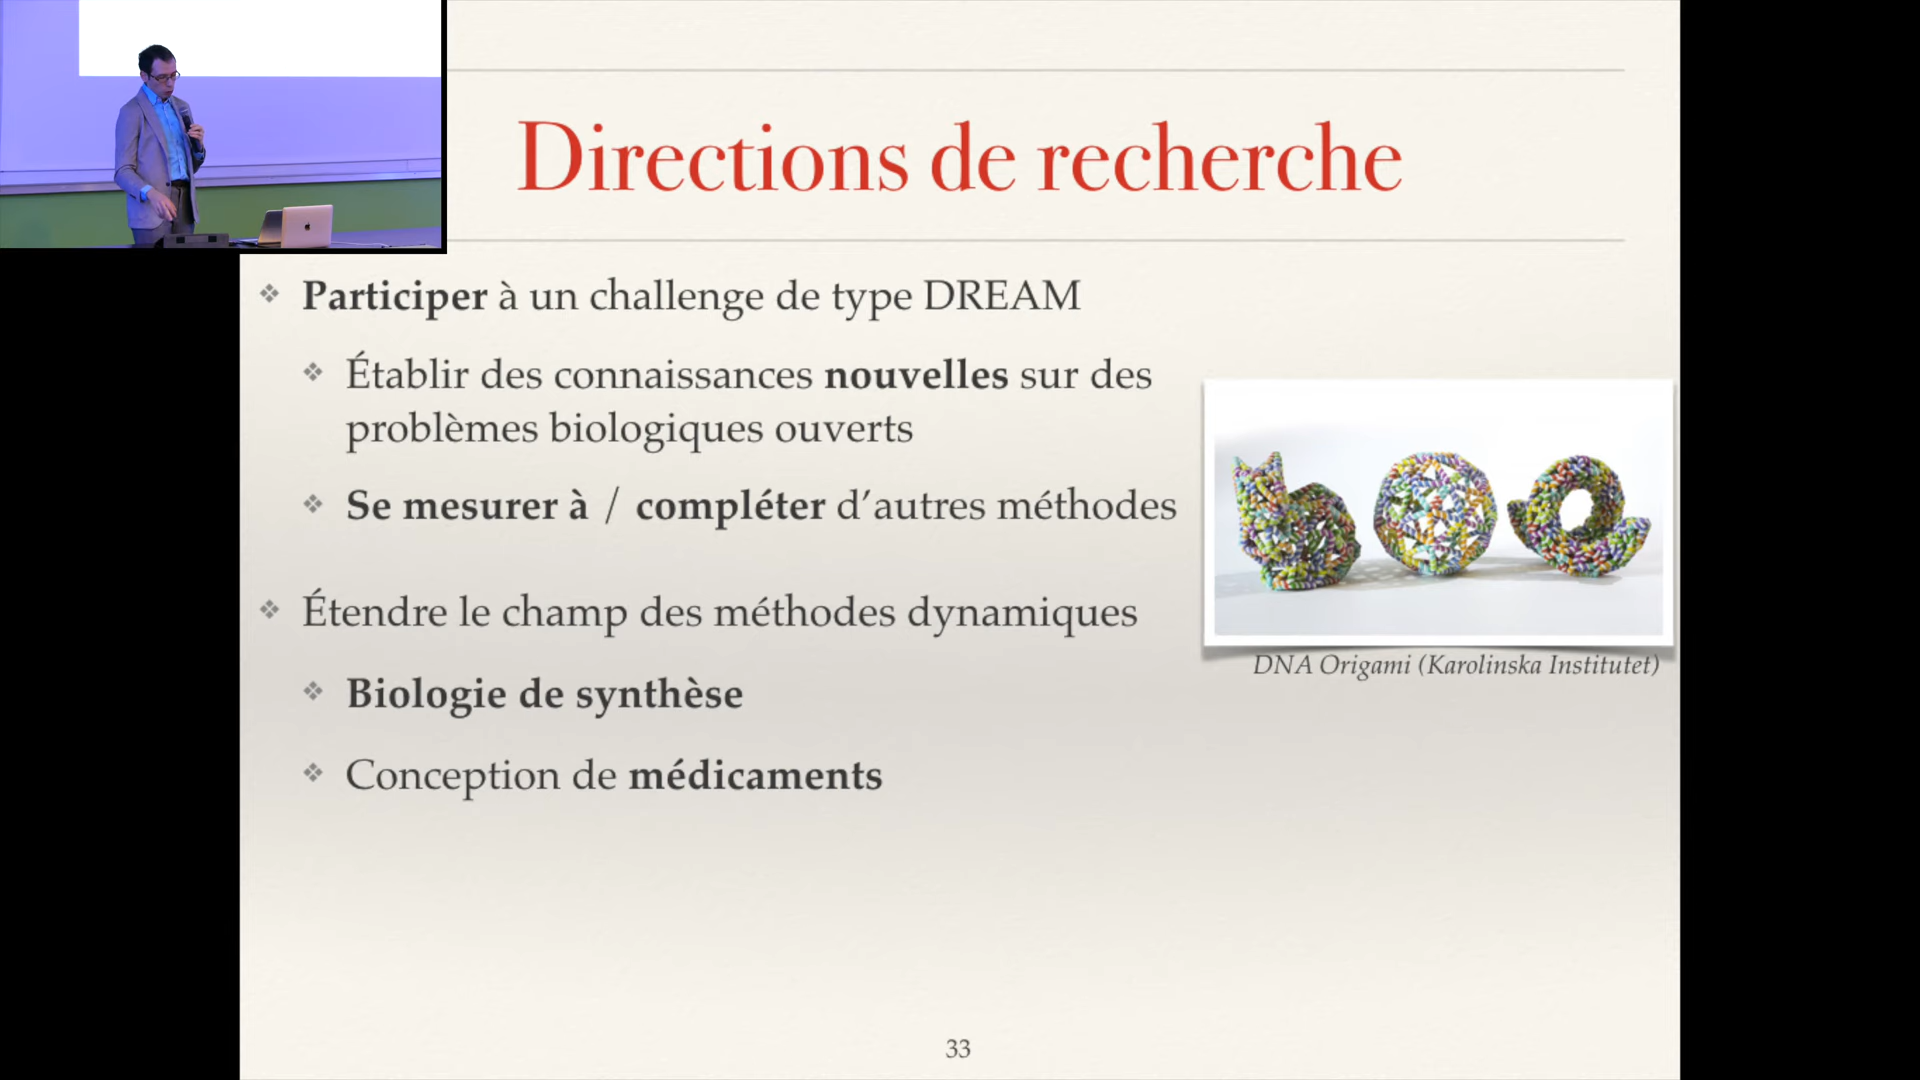 Directions de recherche
❖ Participer à un challenge de type DREAM
❖ Établir des connaissances nouvelles sur des
problèmes biologiques ouverts
❖ Se mesurer à / compléter d’autres méthodes
❖ Étendre le champ des méthodes dynamiques
❖ Biologie de synthèse
❖ Conception de médicaments
DNA Origami (Karolinska Institutet)
33